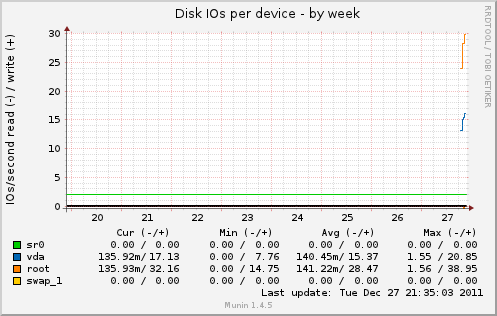 Disk IOs per device - by week
RRDTOOL / TOBI OETIKER
IOs/second read (-) / write (+)
30
25
20
15
10
5
0
20 21 22 23 24 25 26 27
Cur (-/+) Min (-/+) Avg (-/+) Max (-/+)
sr0 0.00 / 0.00 0.00 / 0.00 0.00 / 0.00 0.00 / 0.00
vda 135.92m/ 17.13 0.00 / 7.76 140.45m/ 15.37 1.55 / 20.85
root 135.93m/ 32.16 0.00 / 14.75 141.22m/ 28.47 1.56 / 38.95
swap_1 0.00 / 0.00 0.00 / 0.00 0.00 / 0.00 0.00 / 0.00
Last update: Tue Dec 27 21:35:03 2011
Munin 1.4.5